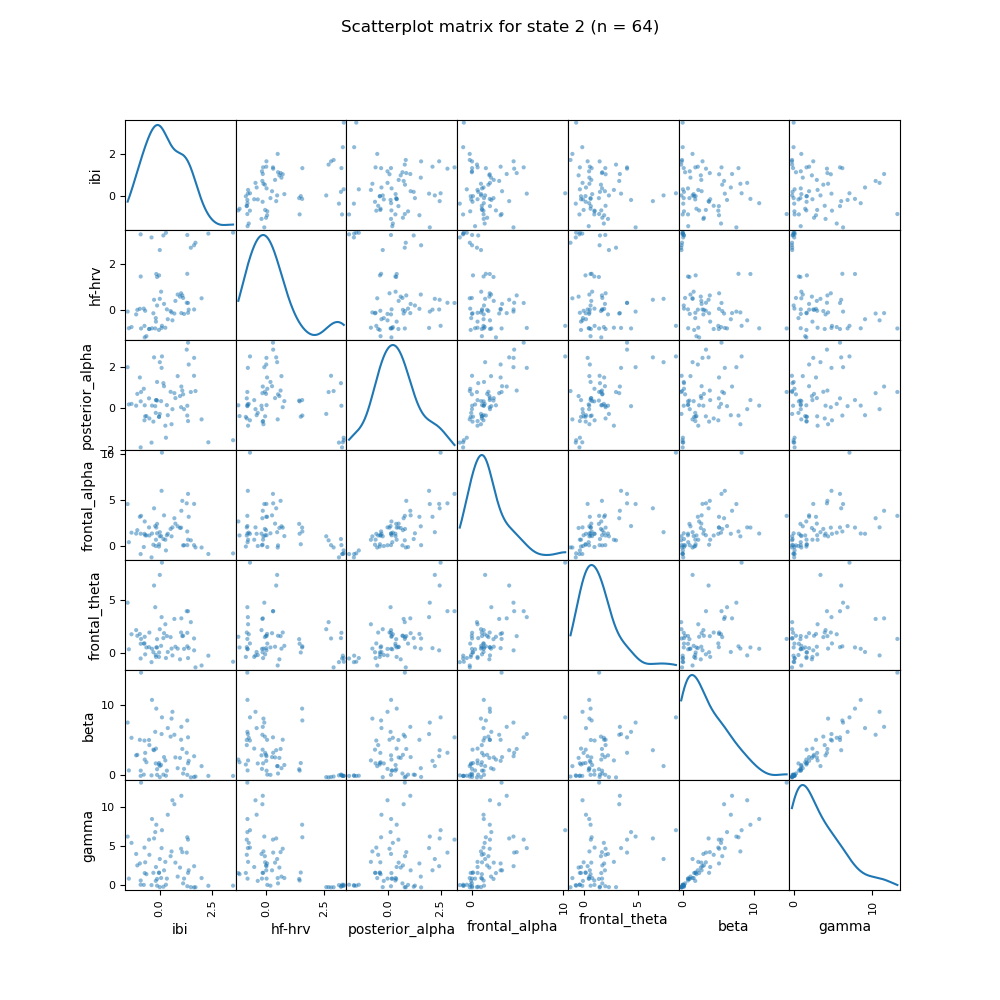 Scatterplot matrix for state 2 (n = 64)
ibi
2
0
hf-hrv
2
0
posterior_alpha
2
0
−2
frontal_alpha
10
5
0
frontal_theta
5
0
beta
10
0
gamma
10
5
0
0.0 2.5 0.0 2.5 0.0 2.5 0 10 0 5 0 10 0 10
ibi hf-hrv posterior_alpha frontal_alpha frontal_theta beta gamma